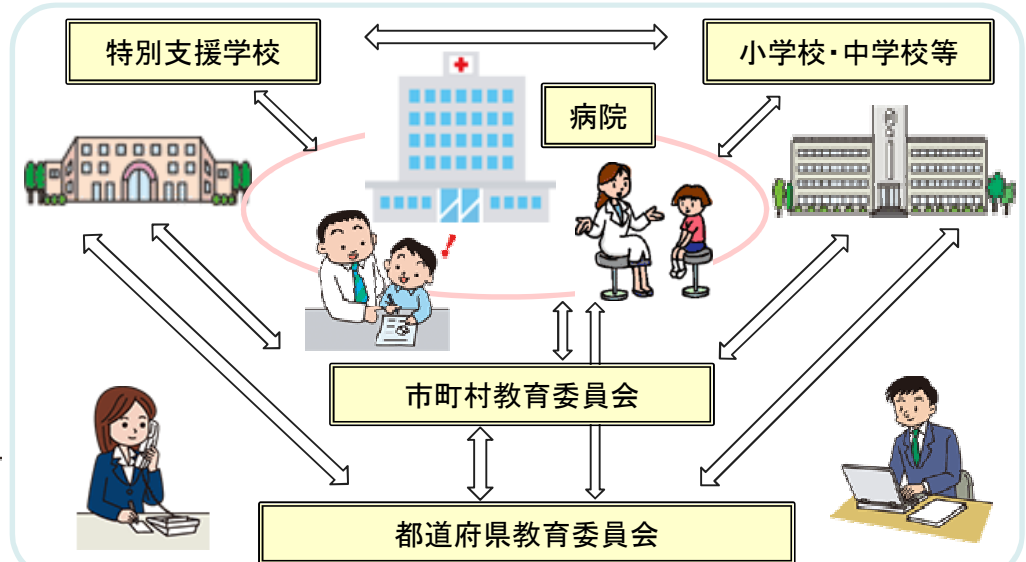 特別支援学校
小学校・中学校等
病院
市町村教育委員会
都道府県教育委員会